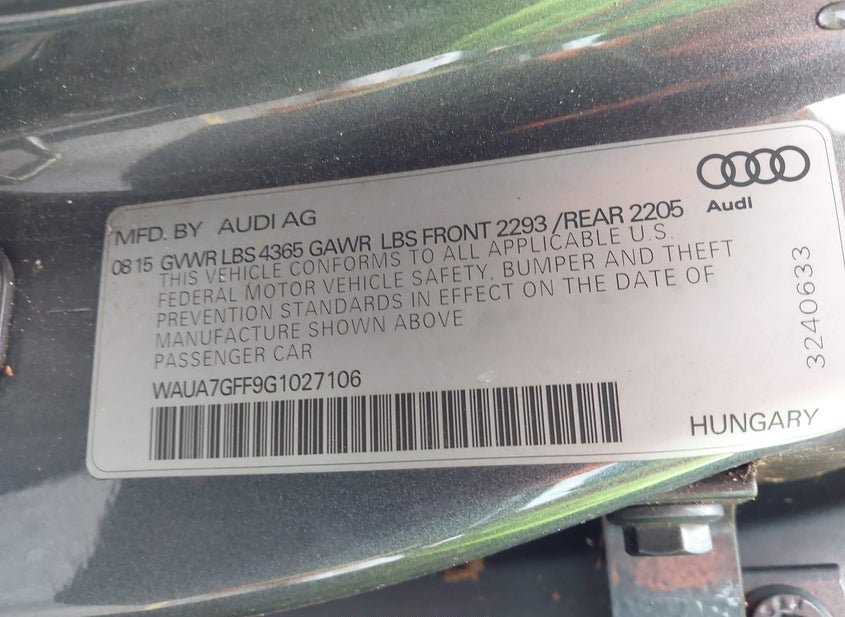 Audi
MFD. BY AUDI AG
08 15 GVWR LBS 4365 GAWR LBS FRONT 2293 /REAR 2205
THIS VEHICLE CONFORMS TO ALL APPLICABLE U.S.
FEDERAL MOTOR VEHICLE SAFETY. BUMPER AND THEFT
PREVENTION STANDARDS IN EFFECT ON THE DATE OF
MANUFACTURE SHOWN ABOVE
PASSENGER CAR
WAUA7GFF9G1027106
HUNGARY
3240633